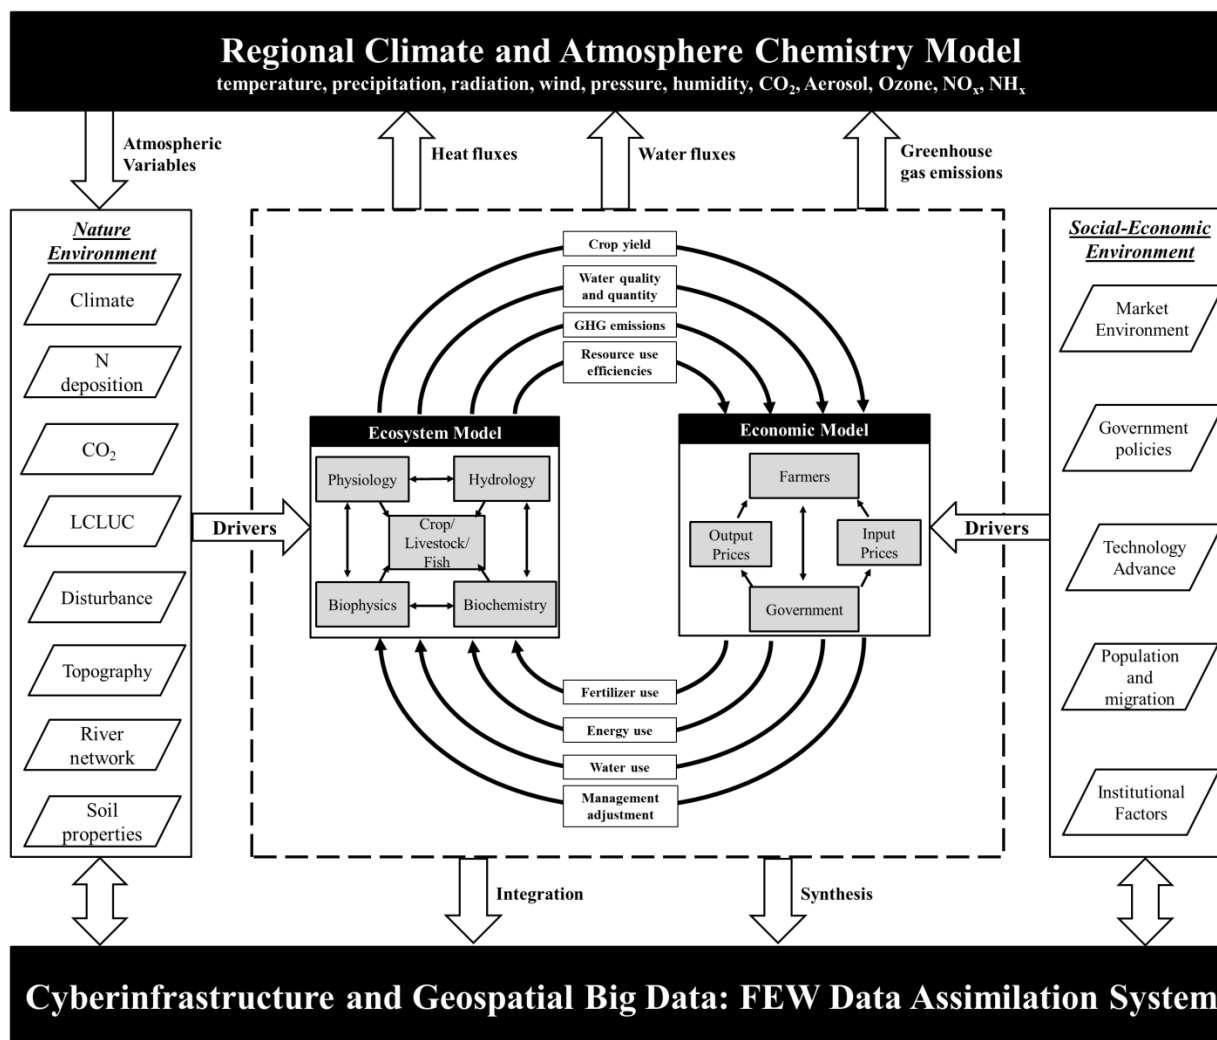 Regional Climate and Atmosphere Chemistry Model
temperature, precipitation, radiation, wind, pressure, humidity, CO₂, Aerosol, Ozone, NOₓ, NHₓ
Atmospheric
Variables
Heat fluxes
Water fluxes
Greenhouse
gas emissions
Nature
Environment
Climate
N
deposition
CO₂
LCLUC
Disturbance
Topography
River
network
Soil
properties
Drivers
Crop yield
Water quality
and quantity
GHG emissions
Resource use
efficiencies
Ecosystem Model
Physiology
Hydrology
Crop/
Livestock/
Fish
Biophysics
Biochemistry
Economic Model
Farmers
Output
Prices
Input
Prices
Government
Fertilizer use
Energy use
Water use
Management
adjustment
Drivers
Social-Economic
Environment
Market
Environment
Government
policies
Technology
Advance
Population
and
migration
Institutional
Factors
Integration
Synthesis
Cyberinfrastructure and Geospatial Big Data: FEW Data Assimilation System